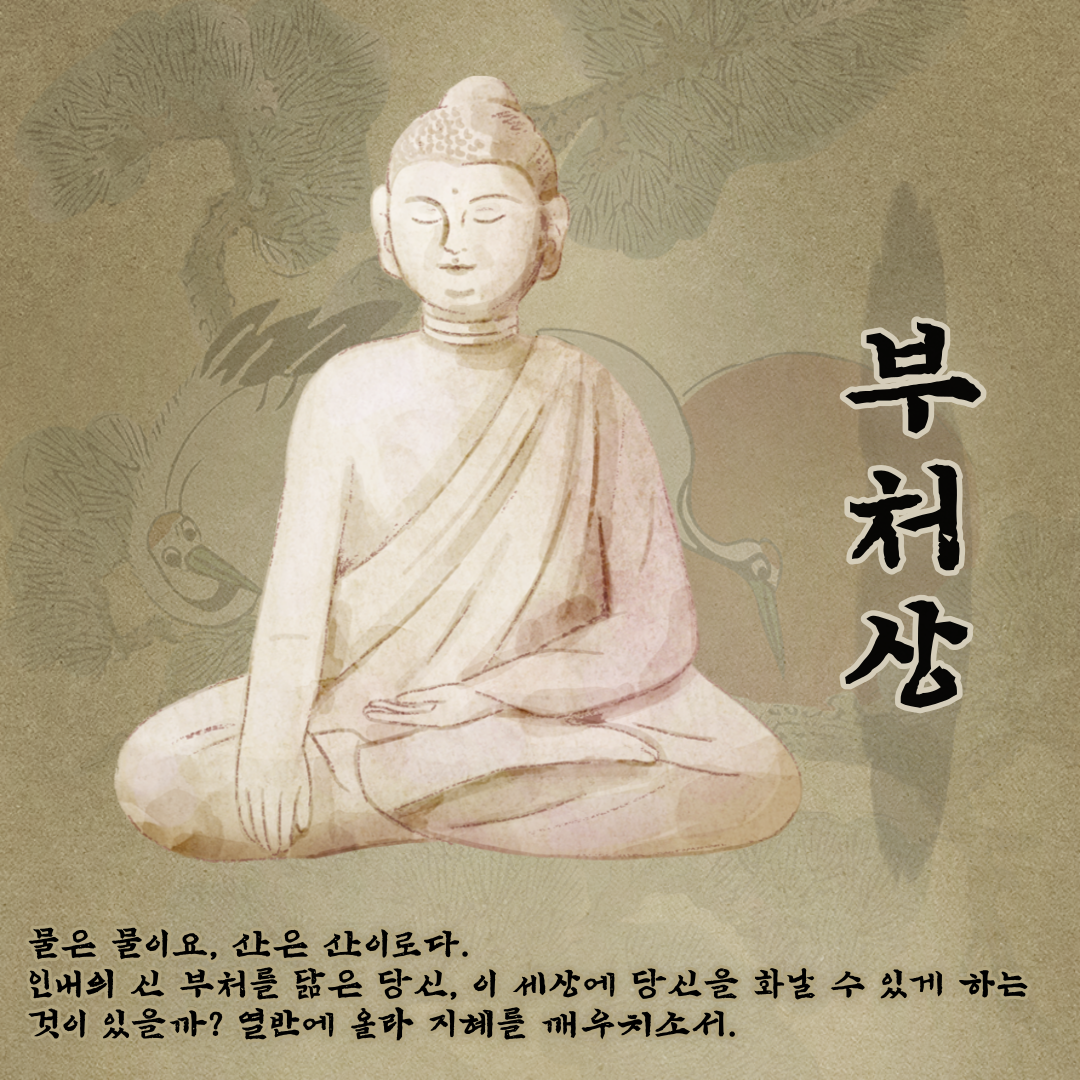 부
처
상
물은 물이요, 산은 산이로다.
인내의 신 부처를 닮은 당신, 이 세상에 당신을 화날 수 있게 하는
것이 있을까? 열반에 올라 지혜를 깨우치소서.